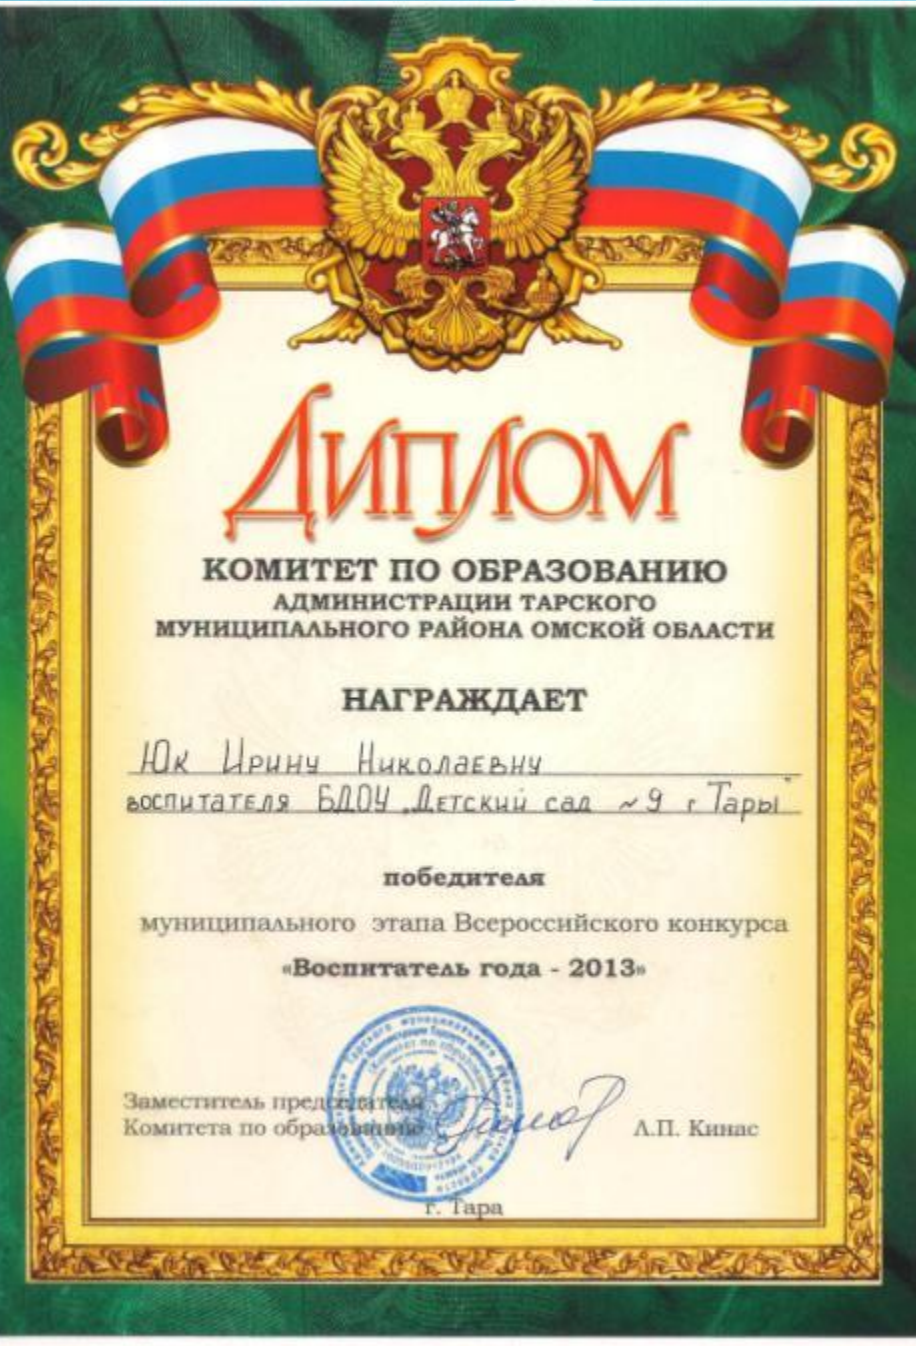 Диплом
КОМИТЕТ ПО ОБРАЗОВАНИЮ
АДМИНИСТРАЦИИ ТАРСКОГО
МУНИЦИПАЛЬНОГО РАЙОНА ОМСКОЙ ОБЛАСТИ
НАГРАЖДАЕТ
Юк Ирину Николаевну
воспитателя БДОУ „Детский сад №9 г Тары"
победителя
муниципального этапа Всероссийского конкурса
«Воспитатель года - 2013»
Заместитель председателя
Комитета по образованию
Л.П. Кинас
г. Тара